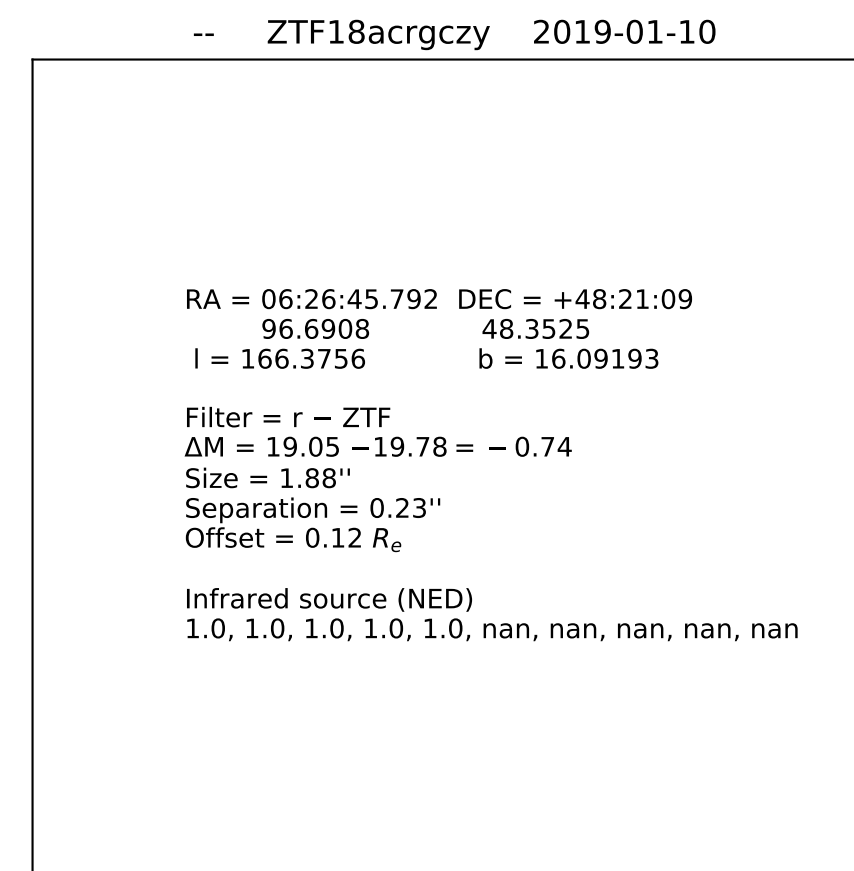 -- ZTF18acrgczy 2019-01-10
RA = 06:26:45.792 DEC = +48:21:09
96.6908 48.3525
l = 166.3756 b = 16.09193
Filter = r − ZTF
ΔM = 19.05 −19.78 = − 0.74
Size = 1.88''
Separation = 0.23''
Offset = 0.12 Rₑ
Infrared source (NED)
1.0, 1.0, 1.0, 1.0, 1.0, nan, nan, nan, nan, nan